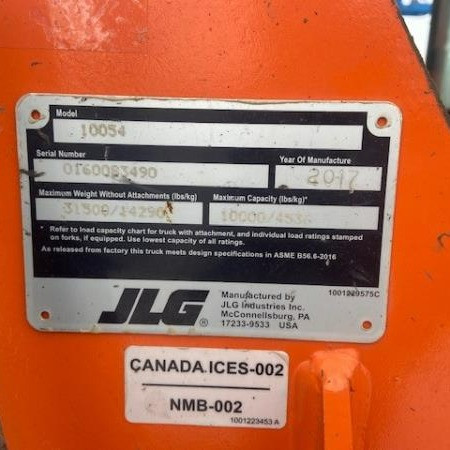 Model
10054
Serial Number
0160083490
Year Of Manufacture
2017
Maximum Weight Without Attachments (lbs/kg)
31500/14290
Maximum Capacity (lbs/kg)*
10000/4536
* Refer to load capacity chart for truck with attachment, and individual load ratings stamped
on forks, if equipped. Use lowest capacity of all ratings.
As released from factory this truck meets design specifications in ASME B56.6-2016
JLG®
Manufactured by
JLG Industries Inc.
McConnellsburg, PA
17233-9533 USA
1001229575C
CANADA ICES-002
NMB-002
1001223453 A